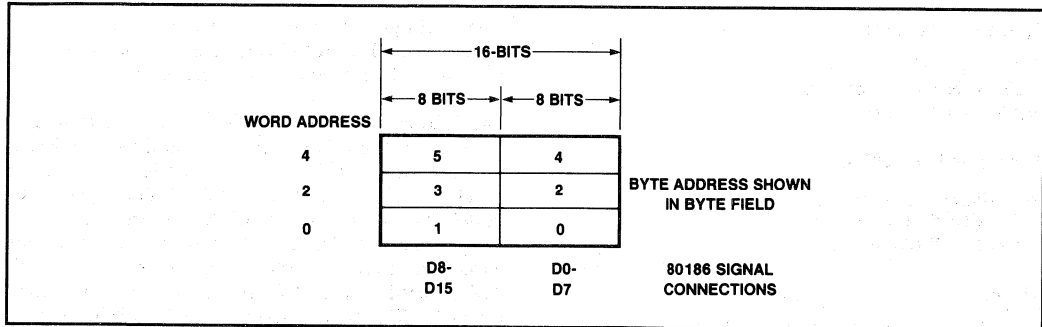 16-BITS
8 BITS 8 BITS
WORD ADDRESS
4 5 4
2 3 2
BYTE ADDRESS SHOWN
IN BYTE FIELD
0 1 0
D8-
D15
D0-
D7
80186 SIGNAL
CONNECTIONS